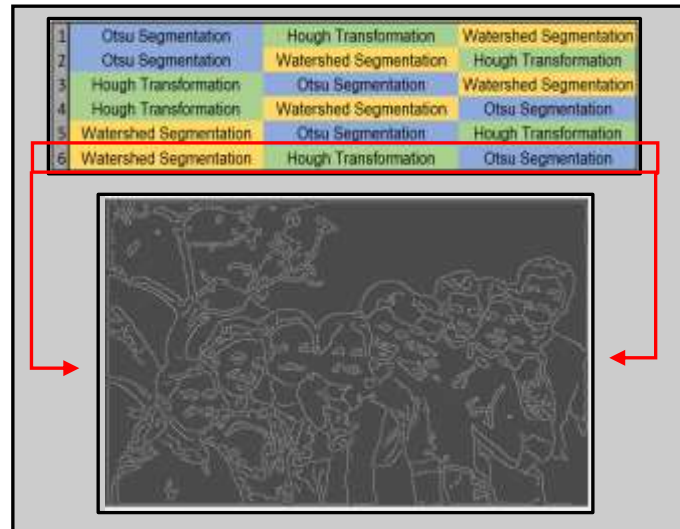 1 Otsu Segmentation Hough Transformation Watershed Segmentation
2 Otsu Segmentation Watershed Segmentation Hough Transformation
3 Hough Transformation Otsu Segmentation Watershed Segmentation
4 Hough Transformation Watershed Segmentation Otsu Segmentation
5 Watershed Segmentation Otsu Segmentation Hough Transformation
6 Watershed Segmentation Hough Transformation Otsu Segmentation